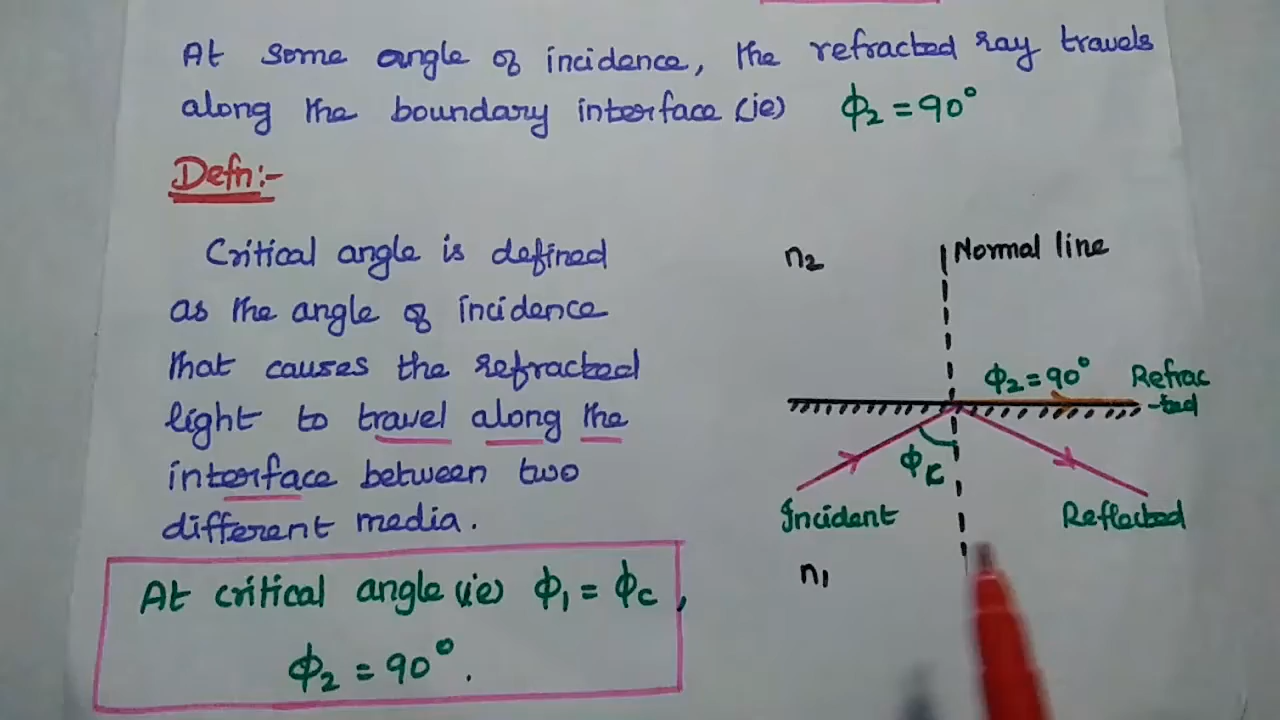 At some angle of incidence, the refracted ray travels
along the boundary interface (ie) ϕ2 = 90°
Defn:-
Critical angle is defined
as the angle of incidence
that causes the refracted
light to travel along the
interface between two
different media.
At critical angle (ie) ϕ1 = ϕc,
ϕ2 = 90°.
n2
Normal line
ϕ2 = 90°
Refrac
-ted
ϕc
Incident
Reflected
n1